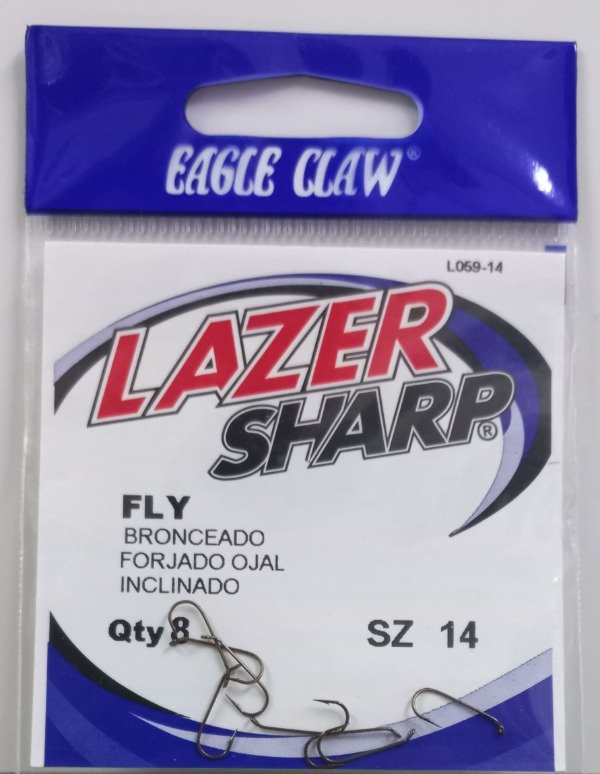 EAGLE CLAW®
L059-14
LAZER
SHARP®
FLY
BRONCEADO
FORJADO OJAL
INCLINADO
Qty 8
SZ 14